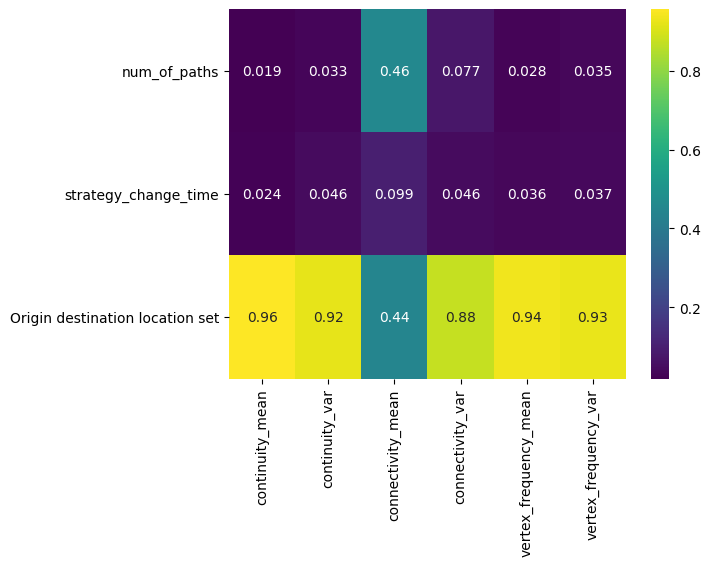 num_of_paths 0.019 0.033 0.46 0.077 0.028 0.035
strategy_change_time 0.024 0.046 0.099 0.046 0.036 0.037
Origin destination location set 0.96 0.92 0.44 0.88 0.94 0.93
continuity_mean
continuity_var
connectivity_mean
connectivity_var
vertex_frequency_mean
vertex_frequency_var
0.8
0.6
0.4
0.2